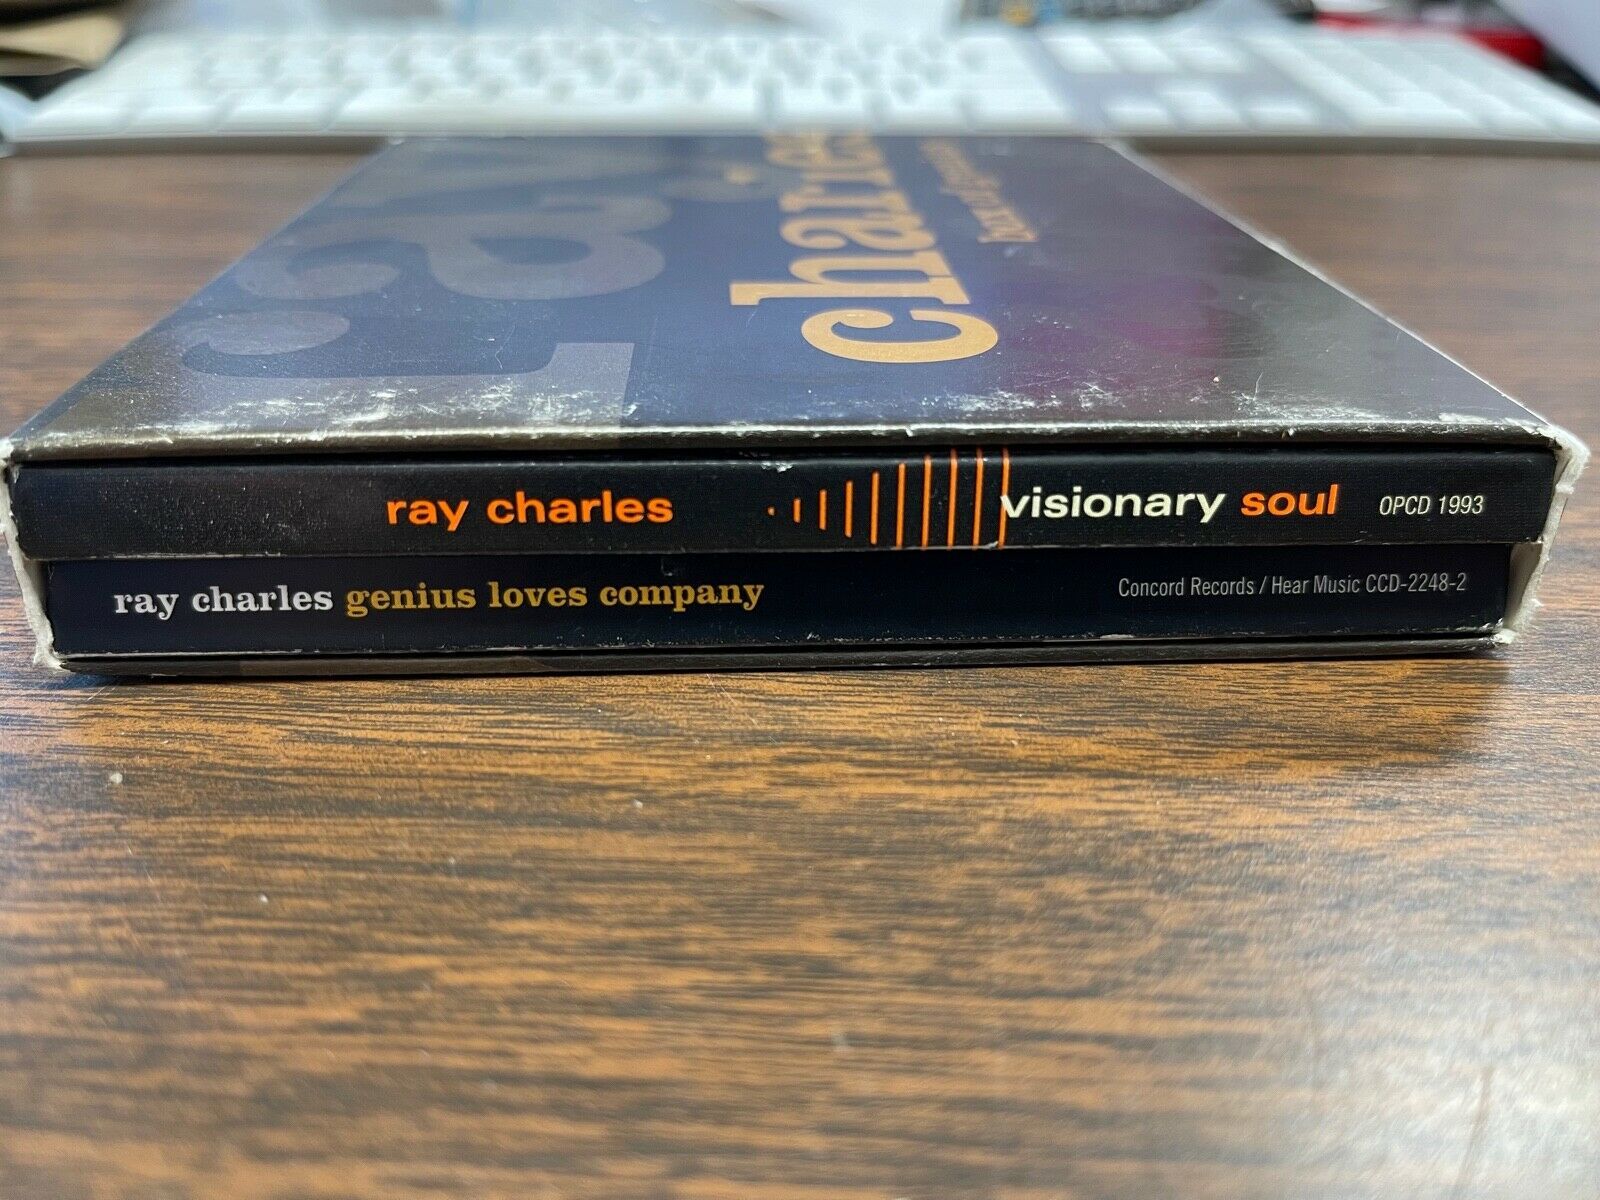 ray
charles
ray charles visionary soul OPCD 1993
ray charles genius loves company Concord Records / Hear Music CCD-2248-2